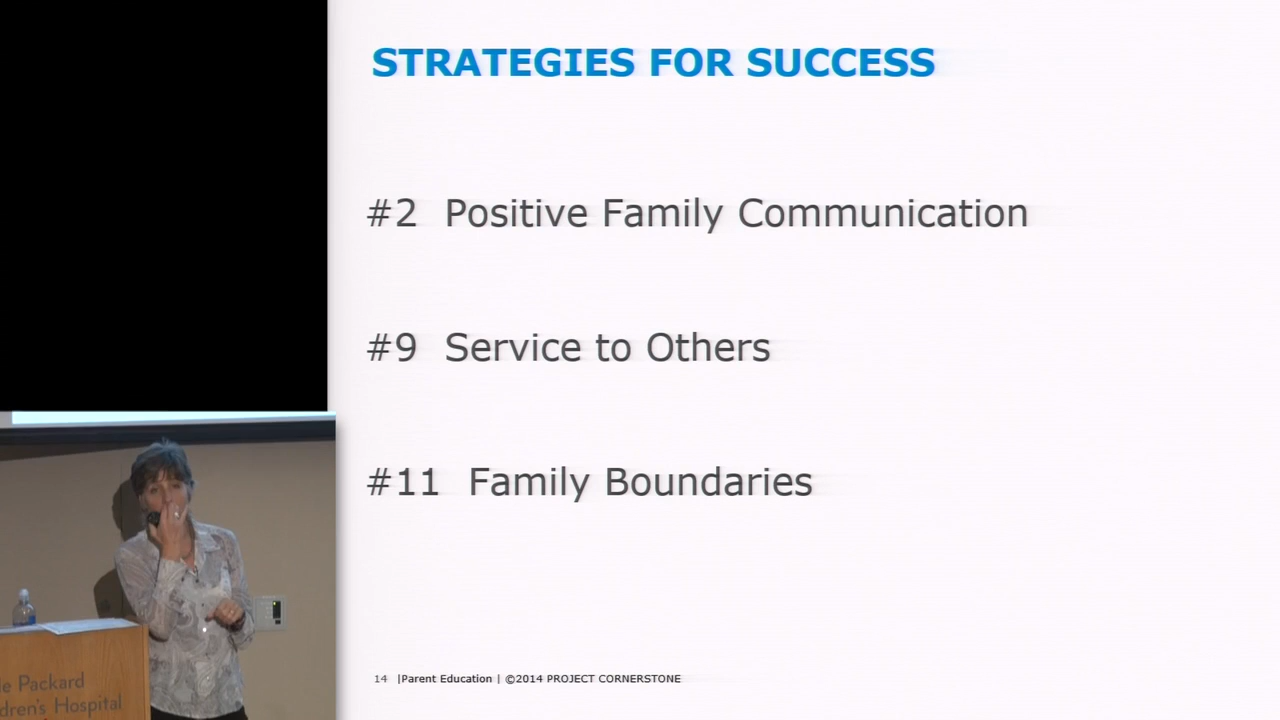 STRATEGIES FOR SUCCESS
#2 Positive Family Communication
#9 Service to Others
#11 Family Boundaries
14 |Parent Education | ©2014 PROJECT CORNERSTONE
Packard
Hospital